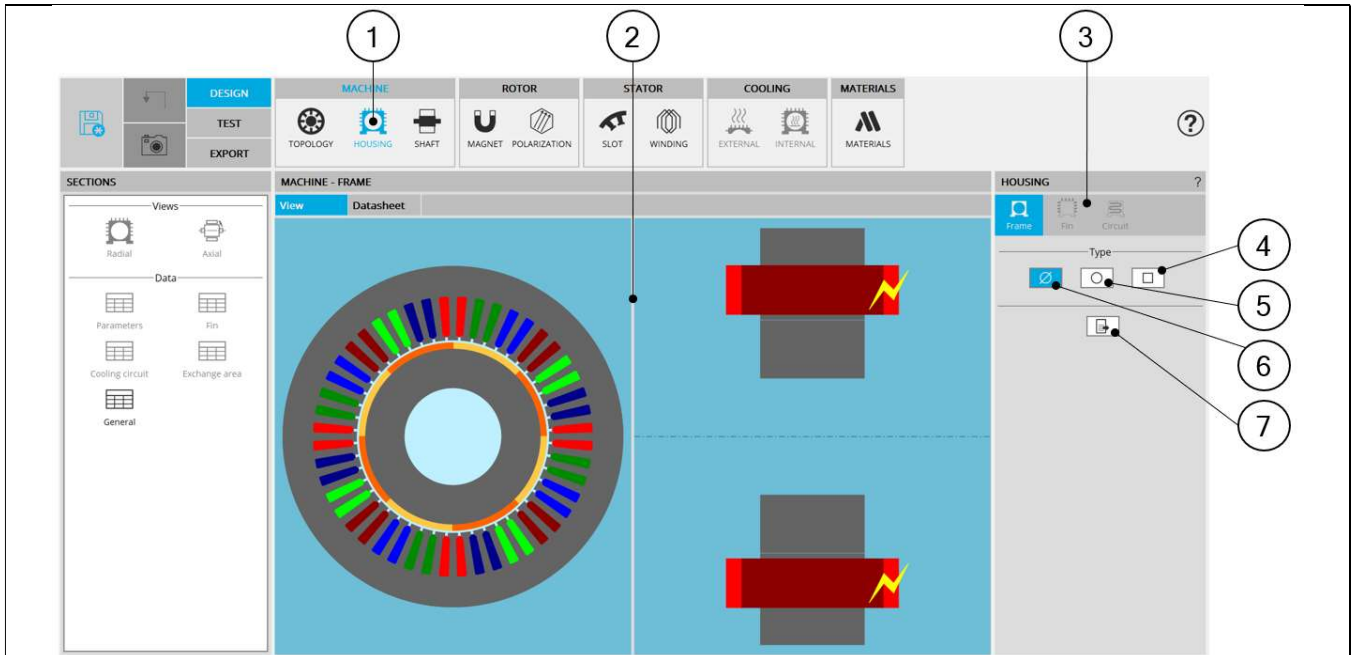 1
2
3
DESIGN
TEST
EXPORT
MACHINE
TOPOLOGY
HOUSING
SHAFT
ROTOR
MAGNET
POLARIZATION
STATOR
SLOT
WINDING
COOLING
EXTERNAL
INTERNAL
MATERIALS
MATERIALS
?
SECTIONS
Views
Radial
Axial
Data
Parameters
Fin
Cooling circuit
Exchange area
General
MACHINE - FRAME
View
Datasheet
HOUSING
?
Frame
Fin
Circuit
Type
4
5
6
7